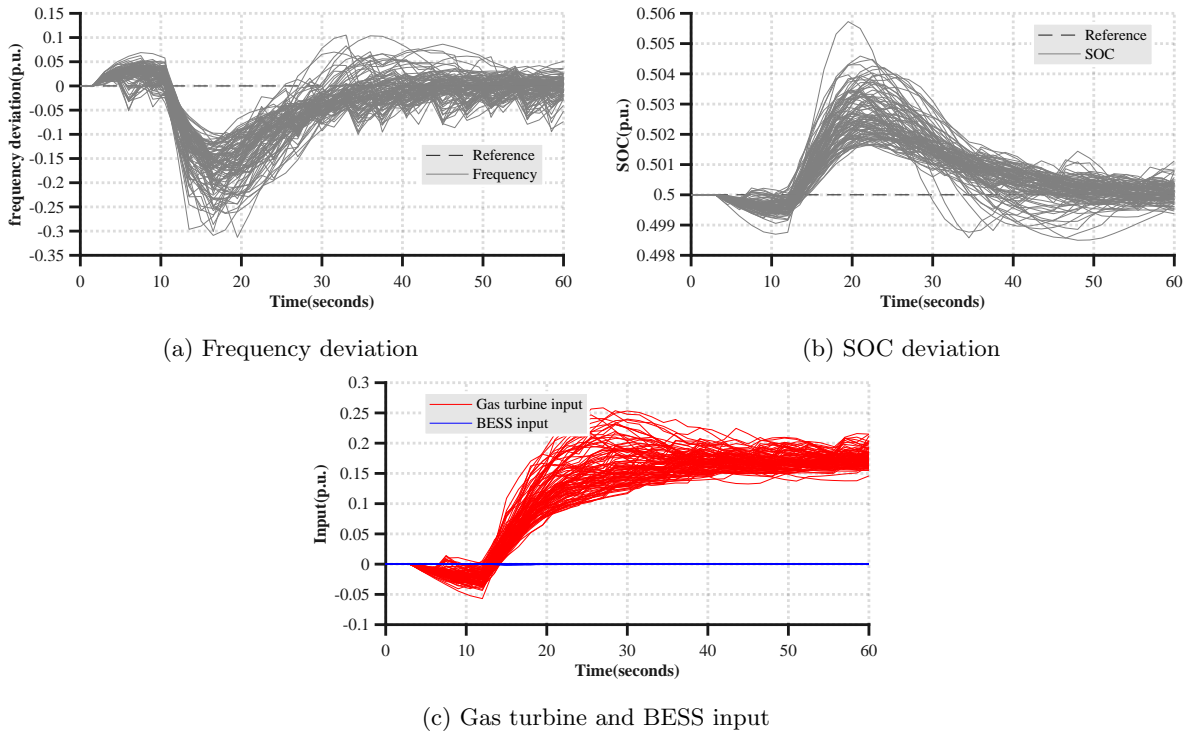 0.15
0.1
0.05
0
-0.05
-0.1
-0.15
-0.2
-0.25
-0.3
-0.35
frequency deviation(p.u.)
Reference
Frequency
0 10 20 30 40 50 60
Time(seconds)
(a) Frequency deviation
0.506
0.505
0.504
0.503
0.502
0.501
0.5
0.499
0.498
SOC(p.u.)
Reference
SOC
0 10 20 30 40 50 60
Time(seconds)
(b) SOC deviation
0.3
0.25
0.2
0.15
0.1
0.05
0
-0.05
-0.1
Input(p.u.)
Gas turbine input
BESS input
0 10 20 30 40 50 60
Time(seconds)
(c) Gas turbine and BESS input